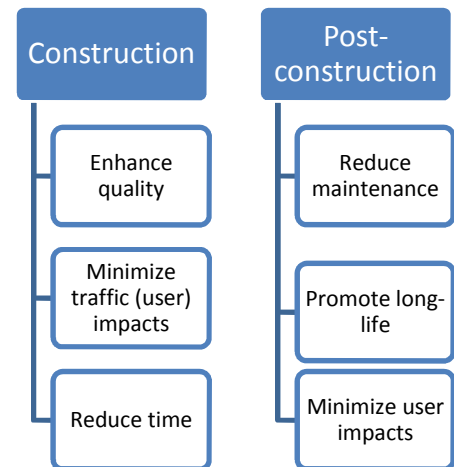 Construction
Enhance
quality
Minimize
traffic (user)
impacts
Reduce time
Post-
construction
Reduce
maintenance
Promote long-
life
Minimize user
impacts